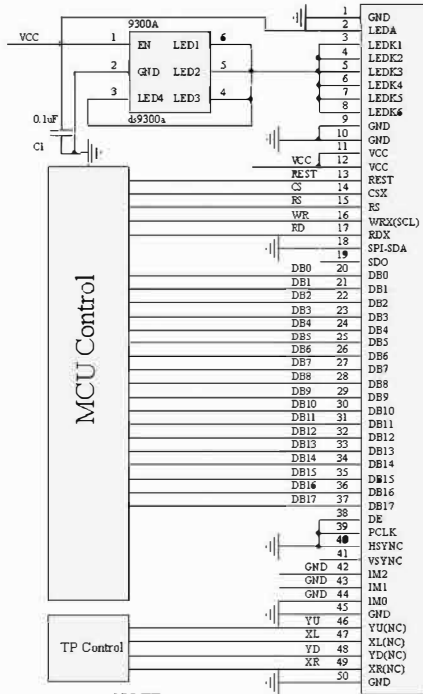 9300A
VCC 1 EN LED1 6
2 GND LED2 5
3 LED4 LED3 4
ds9300a
0.1uF
C1
MCU Control
TP Control
1 GND
2 LEDA
3 LEDK1
4 LEDK2
5 LEDK3
6 LEDK4
7 LEDK5
8 LEDK6
9 GND
10 GND
11 VCC
VCC 12 VCC
REST 13 REST
CS 14 CSX
RS 15 RS
WR 16 WRX(SCL)
RD 17 RDX
18 SPI-SDA
19 SDO
DB0 20 DB0
DB1 21 DB1
DB2 22 DB2
DB3 23 DB3
DB4 24 DB4
DB5 25 DB5
DB6 26 DB6
DB7 27 DB7
DB8 28 DB8
DB9 29 DB9
DB10 30 DB10
DB11 31 DB11
DB12 32 DB12
DB13 33 DB13
DB14 34 DB14
DB15 35 DB15
DB16 36 DB16
DB17 37 DB17
38 DE
39 PCLK
40 HSYNC
41 VSYNC
GND 42 IM2
GND 43 IM1
GND 44 IM0
45 GND
YU 46 YU(NC)
XL 47 XL(NC)
YD 48 YD(NC)
XR 49 XR(NC)
50 GND